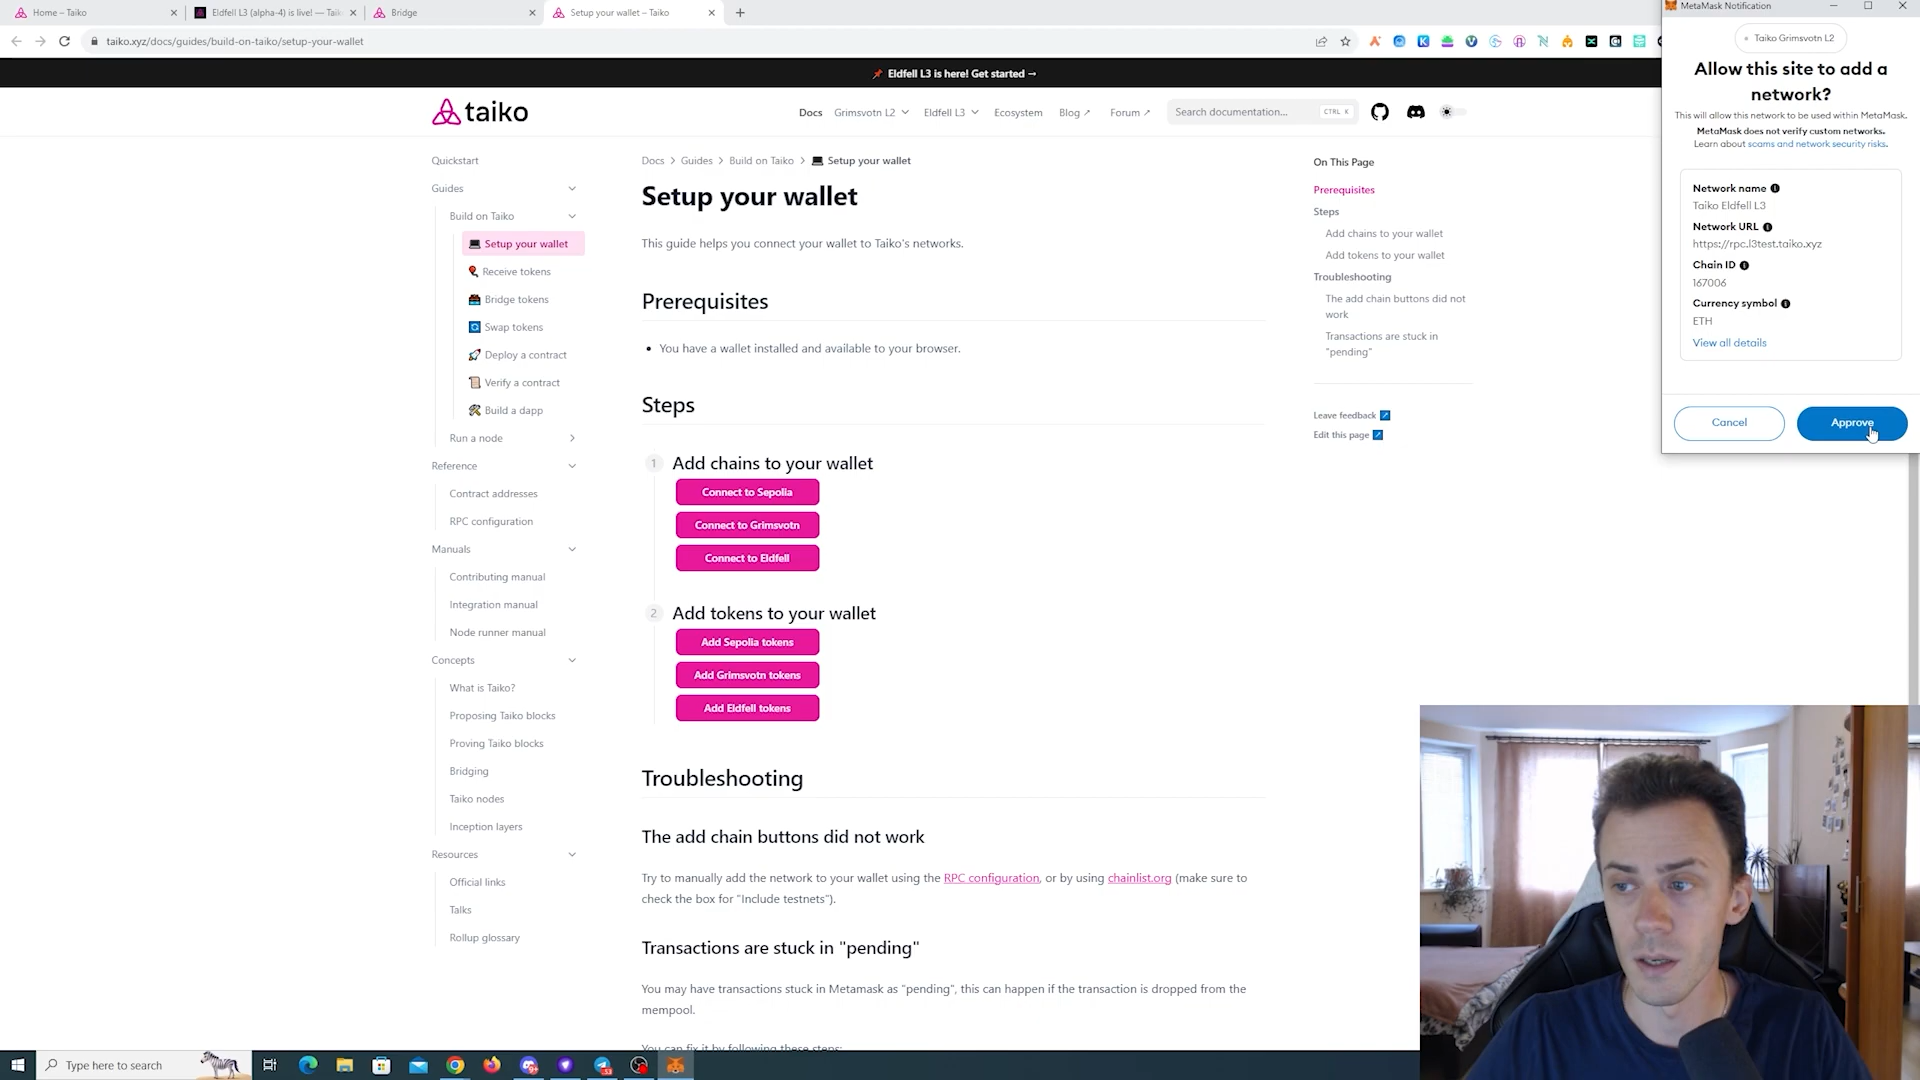 Home – Taiko
Eldfell L3 (alpha-4) is live! — Taik
Bridge
Setup your wallet – Taiko
MetaMask Notification
taiko.xyz/docs/guides/build-on-taiko/setup-your-wallet
Eldfell L3 is here! Get started →
taiko
Docs
Grimsvotn L2
Eldfell L3
Ecosystem
Blog ↗
Forum ↗
Search documentation...
CTRL K
Quickstart
Guides
Build on Taiko
Setup your wallet
Receive tokens
Bridge tokens
Swap tokens
Deploy a contract
Verify a contract
Build a dapp
Run a node
Reference
Contract addresses
RPC configuration
Manuals
Contributing manual
Integration manual
Node runner manual
Concepts
What is Taiko?
Proposing Taiko blocks
Proving Taiko blocks
Bridging
Taiko nodes
Inception layers
Resources
Official links
Talks
Rollup glossary
Docs > Guides > Build on Taiko > Setup your wallet
Setup your wallet
This guide helps you connect your wallet to Taiko's networks.
Prerequisites
• You have a wallet installed and available to your browser.
Steps
1 Add chains to your wallet
Connect to Sepolia
Connect to Grimsvotn
Connect to Eldfell
2 Add tokens to your wallet
Add Sepolia tokens
Add Grimsvotn tokens
Add Eldfell tokens
Troubleshooting
The add chain buttons did not work
Try to manually add the network to your wallet using the RPC configuration, or by using chainlist.org (make sure to
check the box for "Include testnets").
Transactions are stuck in "pending"
You may have transactions stuck in Metamask as "pending", this can happen if the transaction is dropped from the
mempool.
You can fix it by following these steps:
On This Page
Prerequisites
Steps
Add chains to your wallet
Add tokens to your wallet
Troubleshooting
The add chain buttons did not
work
Transactions are stuck in
"pending"
Leave feedback
Edit this page
Taiko Grimsvotn L2
Allow this site to add a
network?
This will allow this network to be used within MetaMask.
MetaMask does not verify custom networks.
Learn about scams and network security risks.
Network name
Taiko Eldfell L3
Network URL
https://rpc.l3test.taiko.xyz
Chain ID
167006
Currency symbol
ETH
View all details
Cancel
Approve
Type here to search